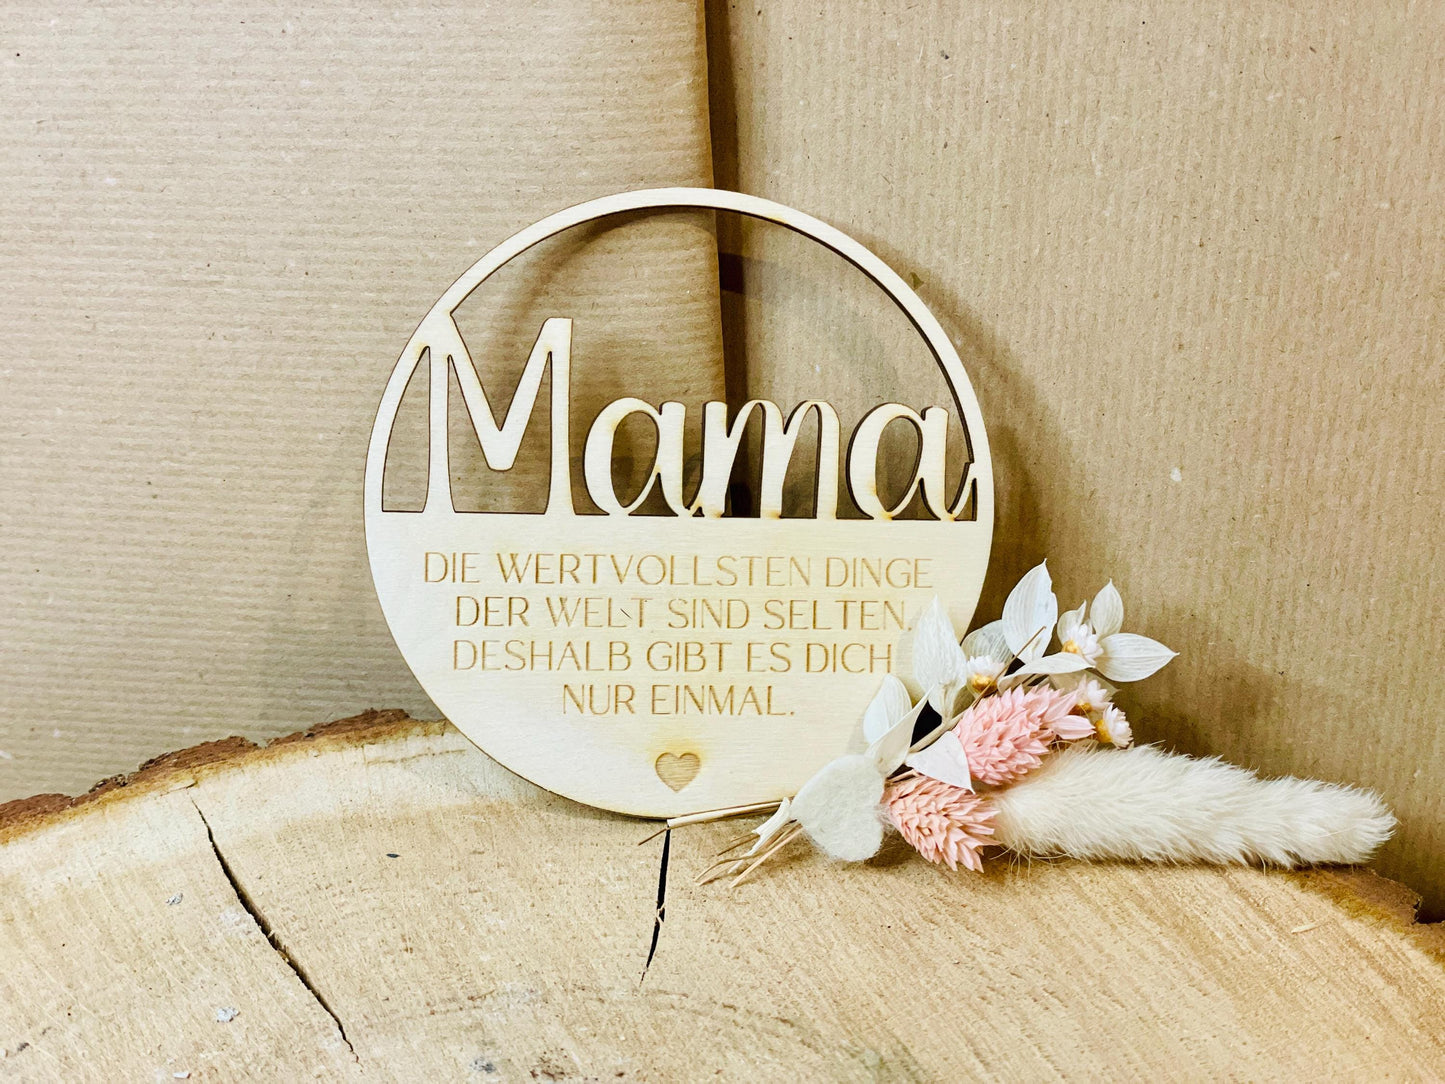 Mama
DIE WERTVOLLSTEN DINGE
DER WELT SIND SELTEN.
DESHALB GIBT ES DICH
NUR EINMAL.